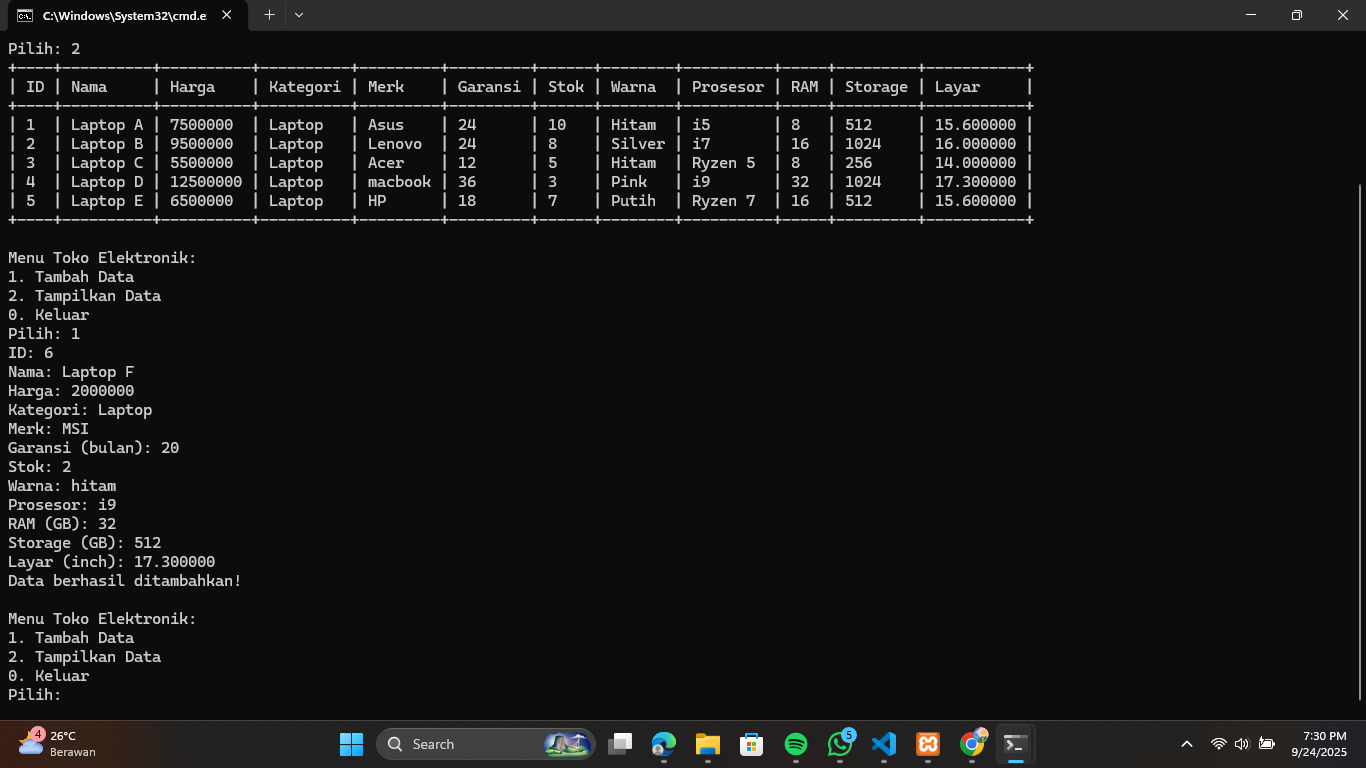 C:\Windows\System32\cmd.e
Pilih: 2
+----+----------+----------+----------+---------+----------+------+--------+-----------+-----+---------+-----------+
| ID | Nama     | Harga    | Kategori | Merk    | Garansi | Stok | Warna  | Prosesor | RAM | Storage | Layar     |
+----+----------+----------+----------+---------+----------+------+--------+-----------+-----+---------+-----------+
| 1  | Laptop A | 7500000  | Laptop   | Asus    | 24      | 10   | Hitam  | i5       | 8   | 512     | 15.600000 |
| 2  | Laptop B | 9500000  | Laptop   | Lenovo  | 24      | 8    | Silver | i7       | 16  | 1024    | 16.000000 |
| 3  | Laptop C | 5500000  | Laptop   | Acer    | 12      | 5    | Hitam  | Ryzen 5  | 8   | 256     | 14.000000 |
| 4  | Laptop D | 12500000 | Laptop   | macbook | 36      | 3    | Pink   | i9       | 32  | 1024    | 17.300000 |
| 5  | Laptop E | 6500000  | Laptop   | HP      | 18      | 7    | Putih  | Ryzen 7  | 16  | 512     | 15.600000 |
+----+----------+----------+----------+---------+----------+------+--------+-----------+-----+---------+-----------+
Menu Toko Elektronik:
1. Tambah Data
2. Tampilkan Data
0. Keluar
Pilih: 1
ID: 6
Nama: Laptop F
Harga: 2000000
Kategori: Laptop
Merk: MSI
Garansi (bulan): 20
Stok: 2
Warna: hitam
Prosesor: i9
RAM (GB): 32
Storage (GB): 512
Layar (inch): 17.300000
Data berhasil ditambahkan!
Menu Toko Elektronik:
1. Tambah Data
2. Tampilkan Data
0. Keluar
Pilih:
4
26°C
Berawan
Search
5
7:30 PM
9/24/2025